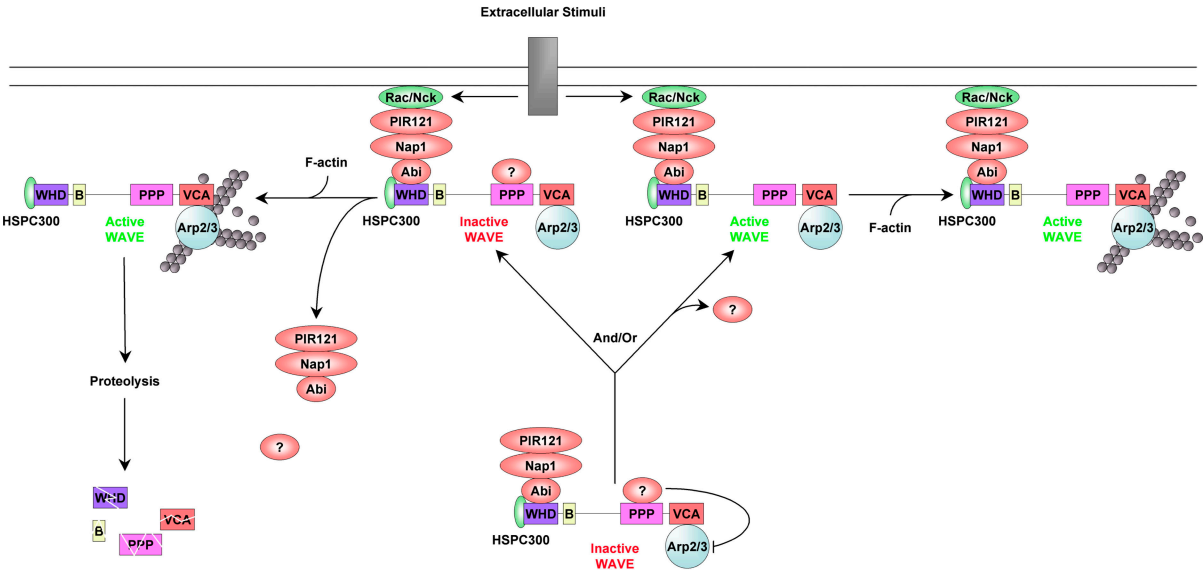 Extracellular Stimuli
Rac/Nck
PIR121
Nap1
Abi
WHD
B
PPP
?
VCA
Arp2/3
HSPC300
Inactive
WAVE
Rac/Nck
PIR121
Nap1
Abi
WHD
B
PPP
VCA
Arp2/3
HSPC300
Active
WAVE
Rac/Nck
PIR121
Nap1
Abi
WHD
B
PPP
VCA
Arp2/3
HSPC300
Active
WAVE
F-actin
F-actin
WHD
B
PPP
VCA
Arp2/3
HSPC300
Active
WAVE
PIR121
Nap1
Abi
?
Proteolysis
WHD
B
PPP
VCA
And/Or
?
PIR121
Nap1
Abi
?
WHD
B
PPP
VCA
Arp2/3
HSPC300
Inactive
WAVE